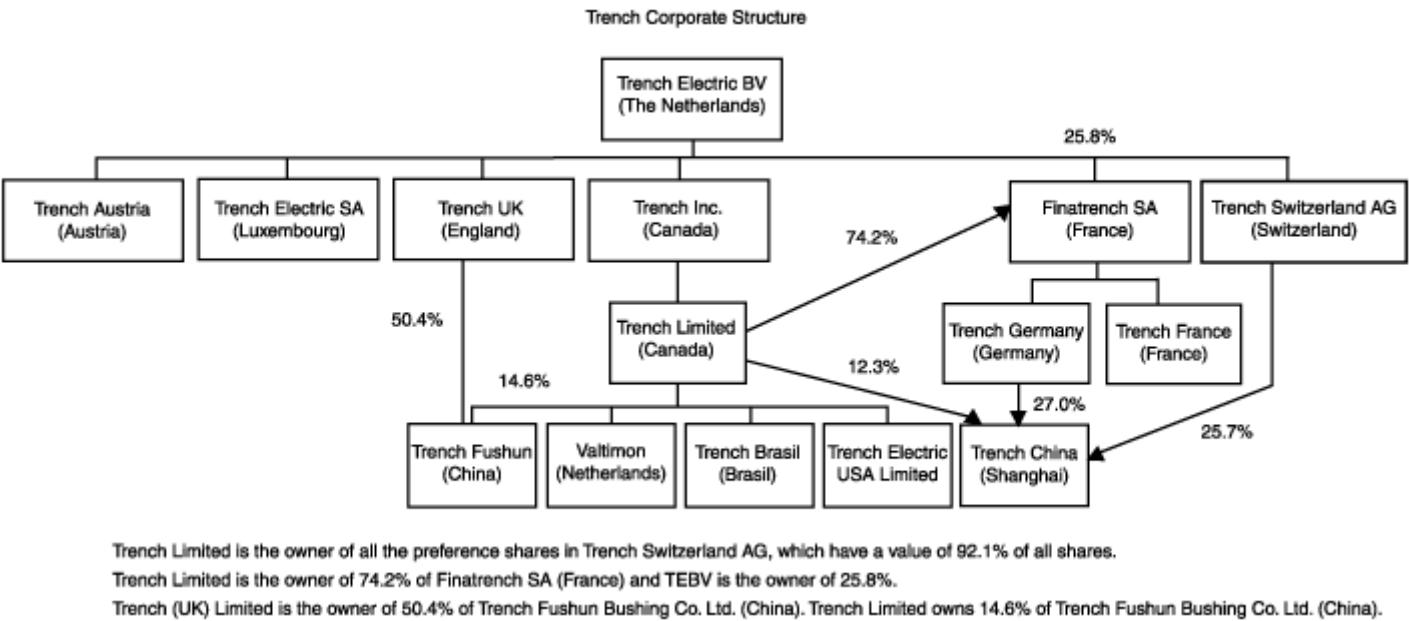 Trench Corporate Structure
Trench Electric BV
(The Netherlands)
25.8%
Trench Austria
(Austria)
Trench Electric SA
(Luxembourg)
Trench UK
(England)
Trench Inc.
(Canada)
Finatrench SA
(France)
Trench Switzerland AG
(Switzerland)
74.2%
50.4%
Trench Limited
(Canada)
Trench Germany
(Germany)
Trench France
(France)
14.6%
12.3%
27.0%
25.7%
Trench Fushun
(China)
Valtimon
(Netherlands)
Trench Brasil
(Brasil)
Trench Electric
USA Limited
Trench China
(Shanghai)
Trench Limited is the owner of all the preference shares in Trench Switzerland AG, which have a value of 92.1% of all shares.
Trench Limited is the owner of 74.2% of Finatrench SA (France) and TEBV is the owner of 25.8%.
Trench (UK) Limited is the owner of 50.4% of Trench Fushun Bushing Co. Ltd. (China). Trench Limited owns 14.6% of Trench Fushun Bushing Co. Ltd. (China).